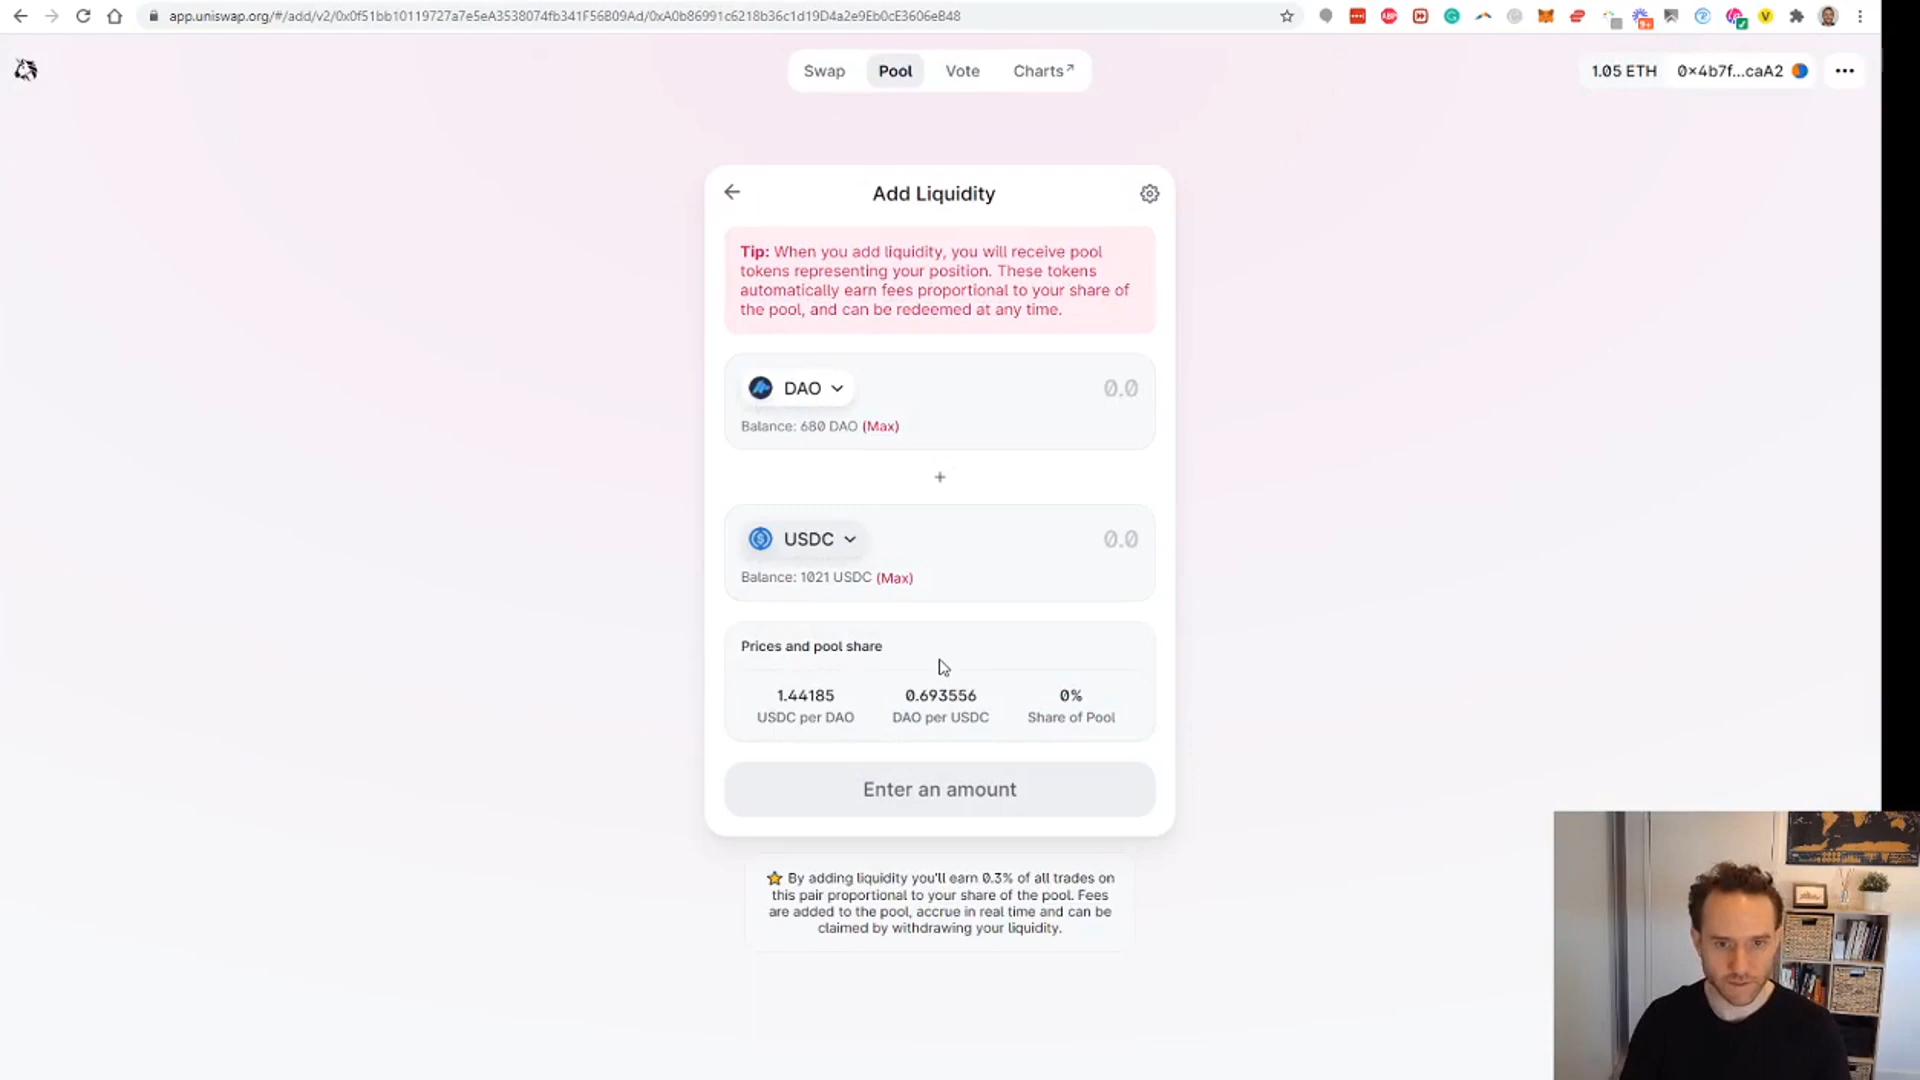 app.uniswap.org/#/add/v2/0x0f51bb10119727a7e5eA3538074fb341F56B09Ad/0xA0b86991c6218b36c1d19D4a2e9Eb0cE3606eB48
Swap
Pool
Vote
Charts↗
1.05 ETH
0x4b7f...caA2
Add Liquidity
Tip: When you add liquidity, you will receive pool
tokens representing your position. These tokens
automatically earn fees proportional to your share of
the pool, and can be redeemed at any time.
DAO
0.0
Balance: 680 DAO (Max)
+
USDC
0.0
Balance: 1021 USDC (Max)
Prices and pool share
1.44185
0.693556
0%
USDC per DAO
DAO per USDC
Share of Pool
Enter an amount
⭐ By adding liquidity you'll earn 0.3% of all trades on
this pair proportional to your share of the pool. Fees
are added to the pool, accrue in real time and can be
claimed by withdrawing your liquidity.